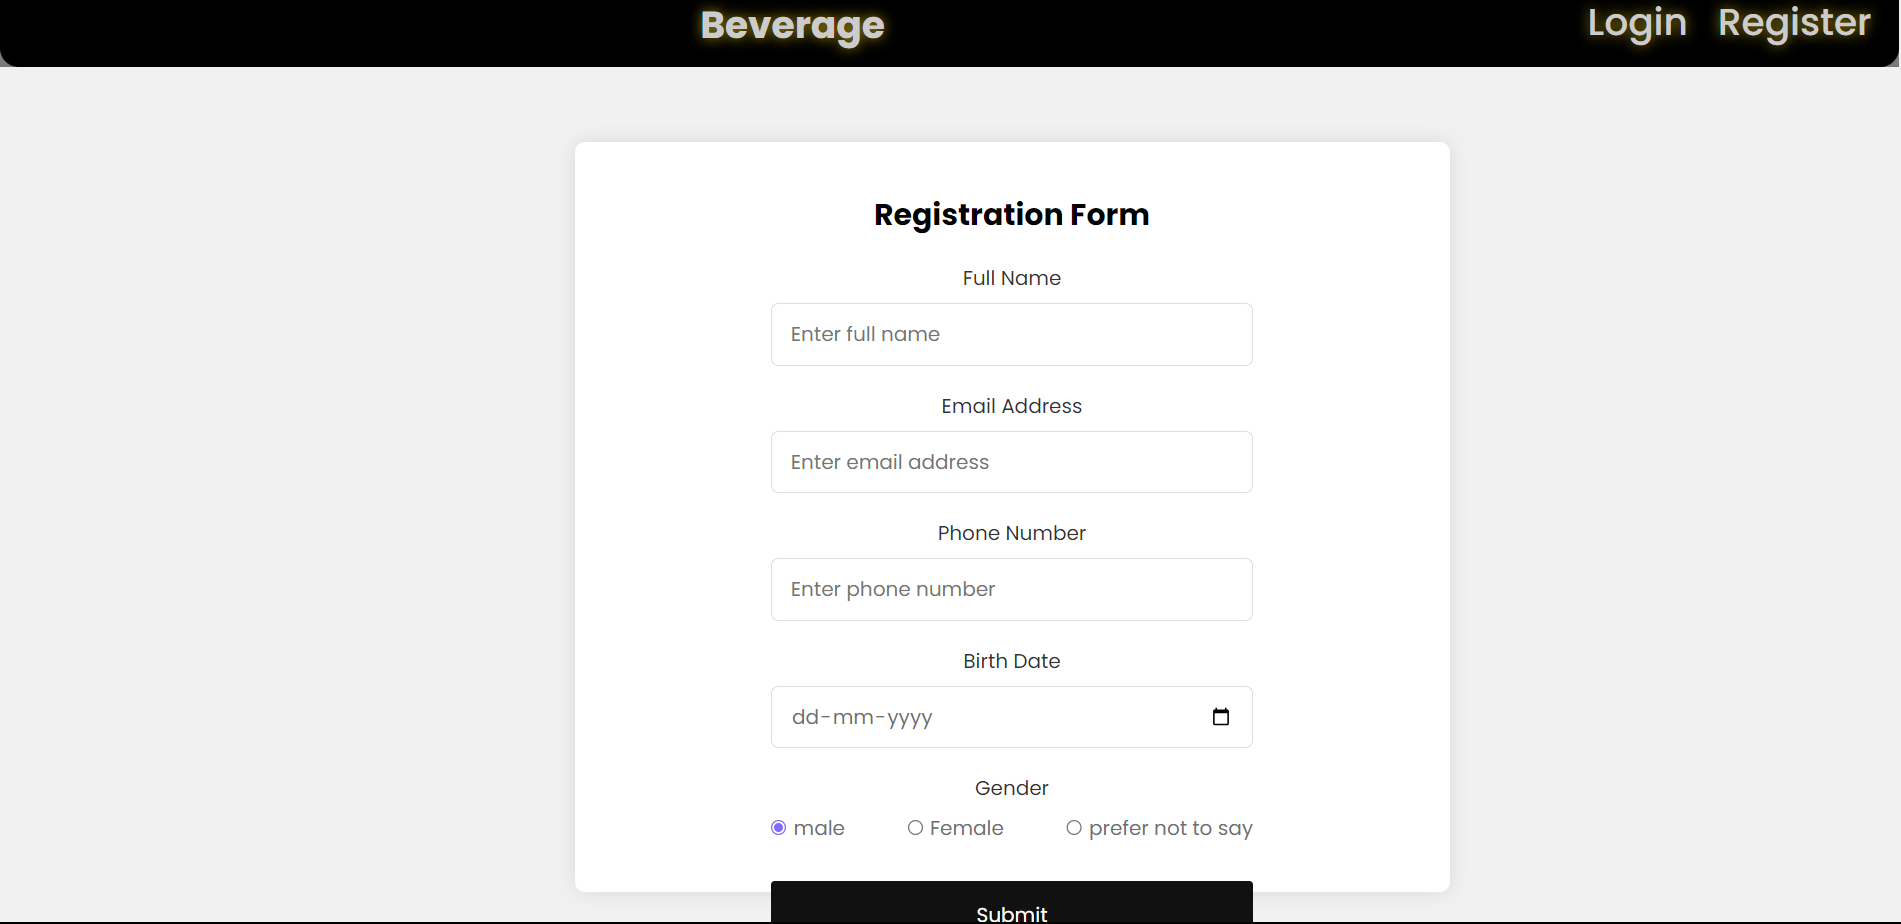 Beverage Login Register
Registration Form
Full Name
Enter full name
Email Address
Enter email address
Phone Number
Enter phone number
Birth Date
dd-mm-yyyy
Gender
male Female prefer not to say
Submit